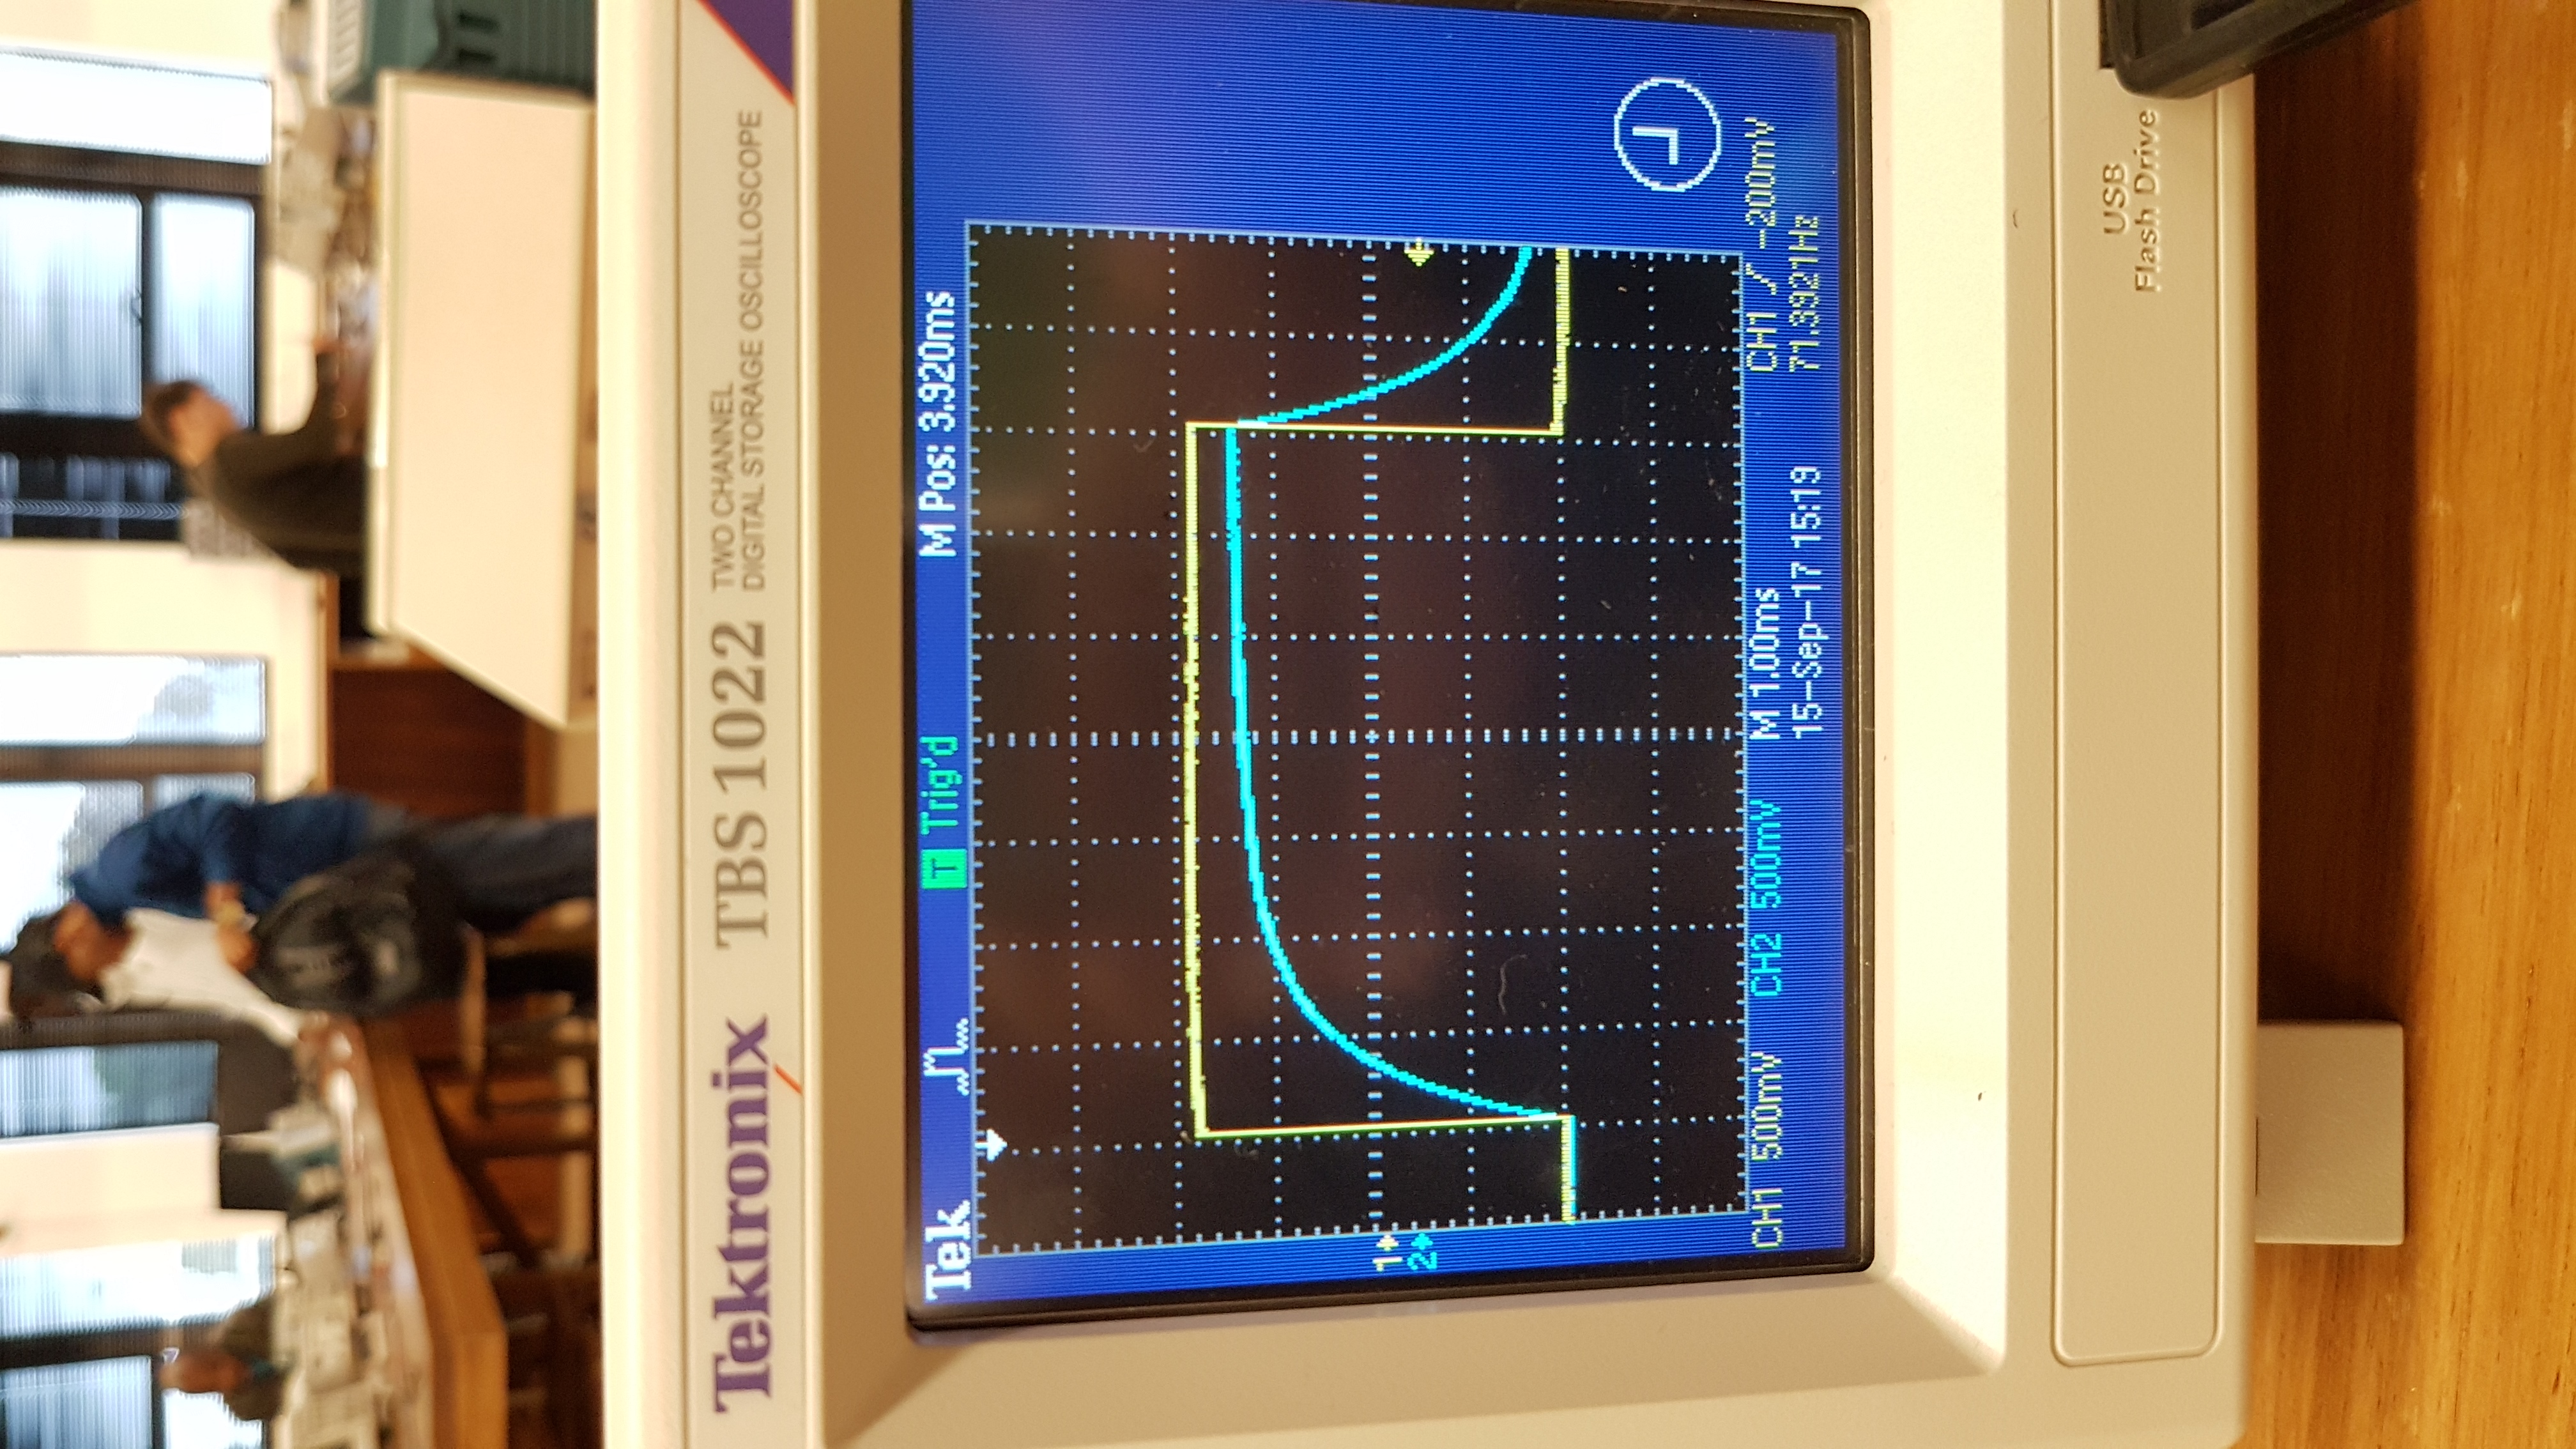 Tektronix TBS 1022 TWO CHANNEL
DIGITAL STORAGE OSCILLOSCOPE
Tek T Trig'd M Pos: 3.920ms
1
2
CH1 500mV CH2 500mV M 1.00ms CH1 -200mV
15-Sep-17 15:19 71.3921Hz
USB
Flash Drive